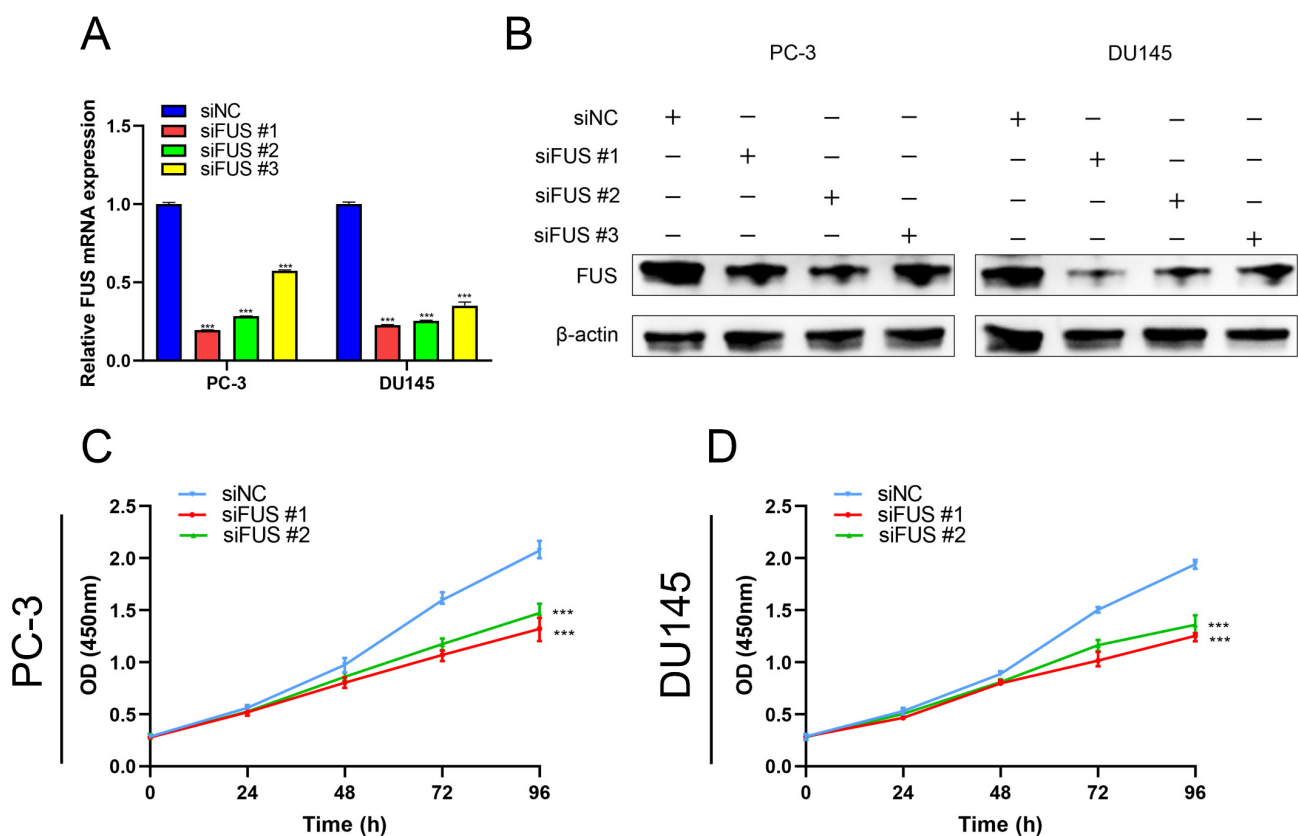 A
siNC
siFUS #1
siFUS #2
siFUS #3
Relative FUS mRNA expression
1.5
1.0
0.5
0.0
*** *** ***
*** *** ***
PC-3 DU145
B
PC-3 DU145
siNC + − − − + − − −
siFUS #1 − + − − − + − −
siFUS #2 − − + − − − + −
siFUS #3 − − − + − − − +
FUS
β-actin
C
PC-3
siNC
siFUS #1
siFUS #2
OD (450nm)
2.5
2.0
1.5
1.0
0.5
0.0
***
***
0 24 48 72 96
Time (h)
D
DU145
siNC
siFUS #1
siFUS #2
OD (450nm)
2.5
2.0
1.5
1.0
0.5
0.0
***
***
0 24 48 72 96
Time (h)